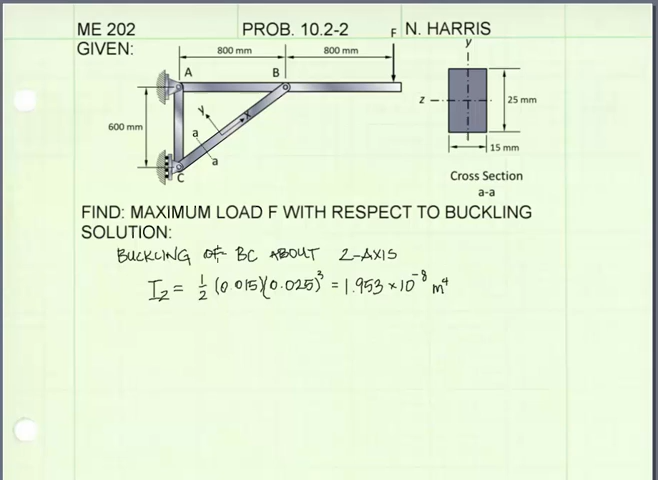 ME 202 PROB. 10.2-2 N. HARRIS
GIVEN:
F
800 mm 800 mm
A B
600 mm
y x
a
a
C
y
z
25 mm
15 mm
Cross Section
a-a
FIND: MAXIMUM LOAD F WITH RESPECT TO BUCKLING
SOLUTION:
BUCKLING OF BC ABOUT Z-AXIS
I_z = 1/2 (0.015)(0.025)³ = 1.953 × 10⁻⁸ m⁴